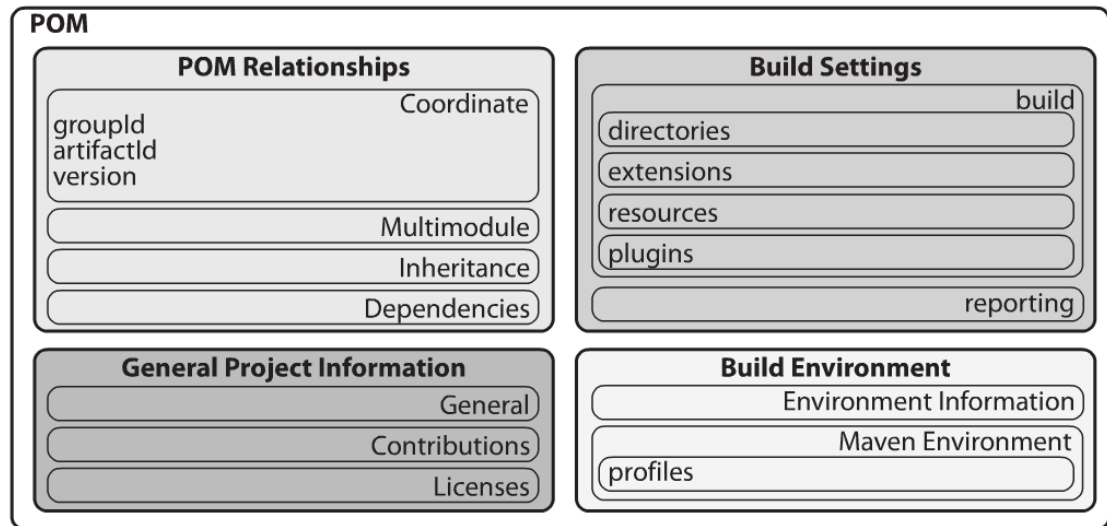 POM
POM Relationships
Coordinate
groupId
artifactId
version
Multimodule
Inheritance
Dependencies
Build Settings
build
directories
extensions
resources
plugins
reporting
General Project Information
General
Contributions
Licenses
Build Environment
Environment Information
Maven Environment
profiles